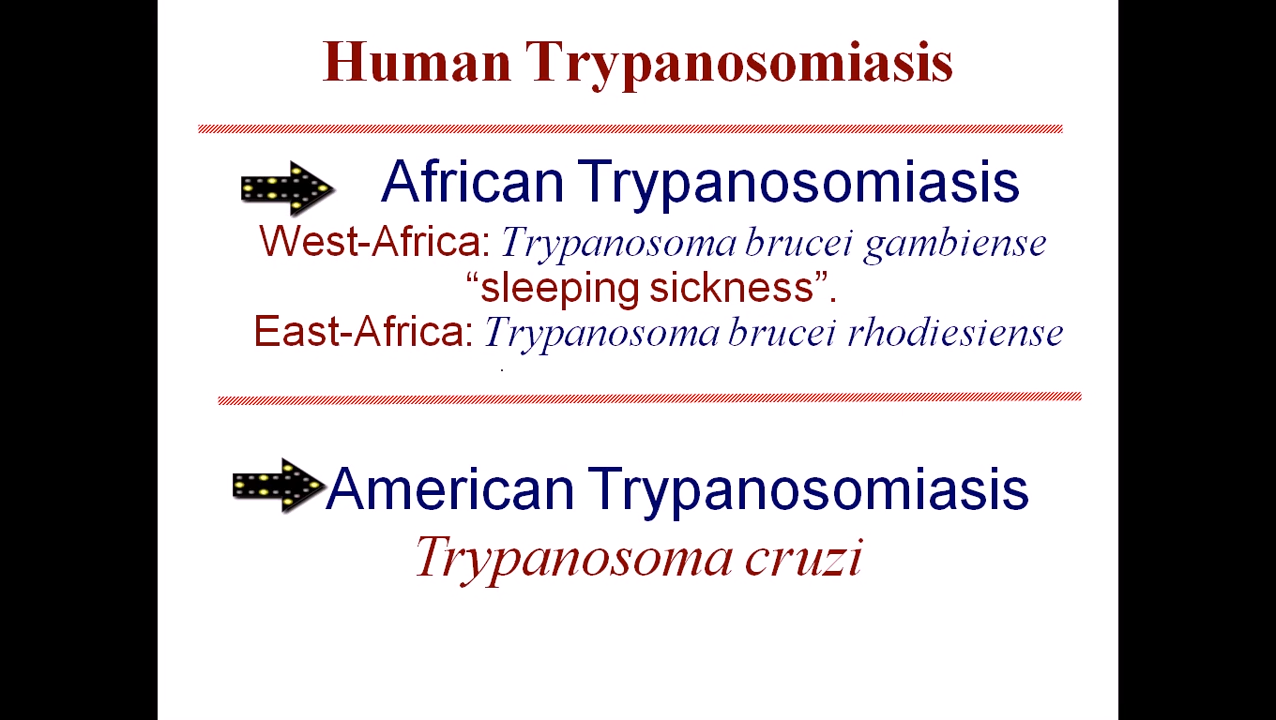 Human Trypanosomiasis
African Trypanosomiasis
West-Africa: Trypanosoma brucei gambiense
“sleeping sickness”.
East-Africa: Trypanosoma brucei rhodiesiense
.
American Trypanosomiasis
Trypanosoma cruzi